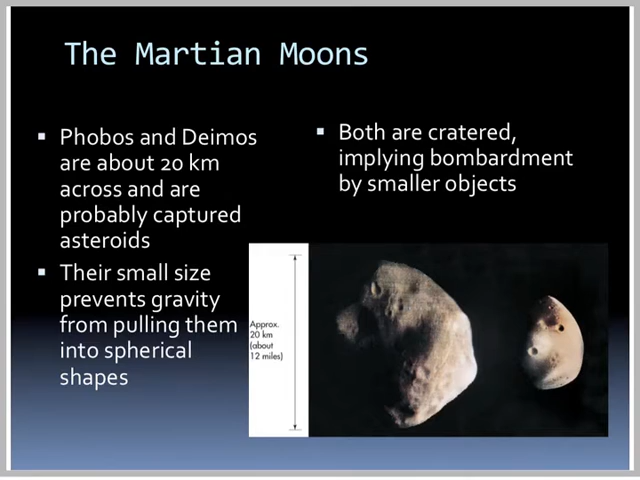 The Martian Moons
▪ Phobos and Deimos
are about 20 km
across and are
probably captured
asteroids
▪ Their small size
prevents gravity
from pulling them
into spherical
shapes
▪ Both are cratered,
implying bombardment
by smaller objects
Approx.
20 km
(about
12 miles)